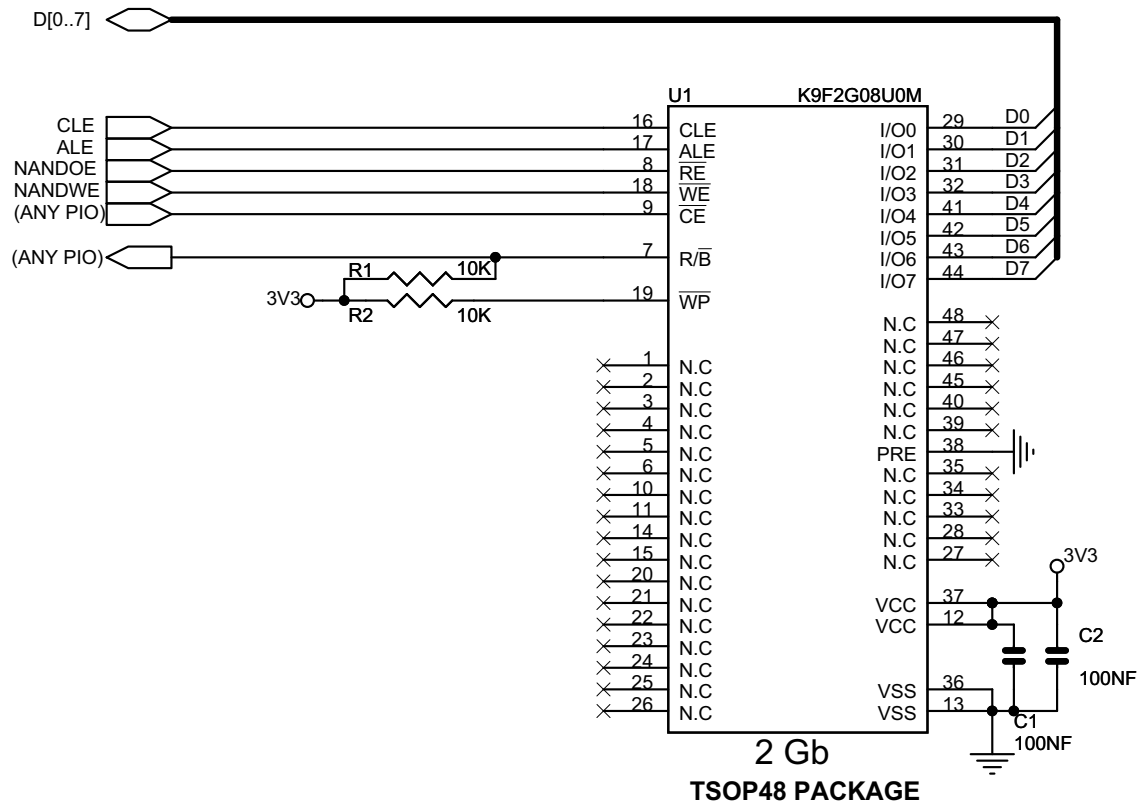 D[0..7]
U1 K9F2G08U0M
CLE 16 CLE I/O0 29 D0
ALE 17 ALE I/O1 30 D1
NANDOE 8 RE I/O2 31 D2
NANDWE 18 WE I/O3 32 D3
(ANY PIO) 9 CE I/O4 41 D4
I/O5 42 D5
(ANY PIO) 7 R/B I/O6 43 D6
R1 10K I/O7 44 D7
3V3 19 WP
R2 10K
N.C 48
N.C 47
1 N.C N.C 46
2 N.C N.C 45
3 N.C N.C 40
4 N.C N.C 39
5 N.C PRE 38
6 N.C N.C 35
10 N.C N.C 34
11 N.C N.C 33
14 N.C N.C 28
15 N.C N.C 27
20 N.C 3V3
21 N.C VCC 37
22 N.C VCC 12
23 N.C C2
24 N.C 100NF
25 N.C VSS 36
26 N.C VSS 13
C1
100NF
2 Gb
TSOP48 PACKAGE